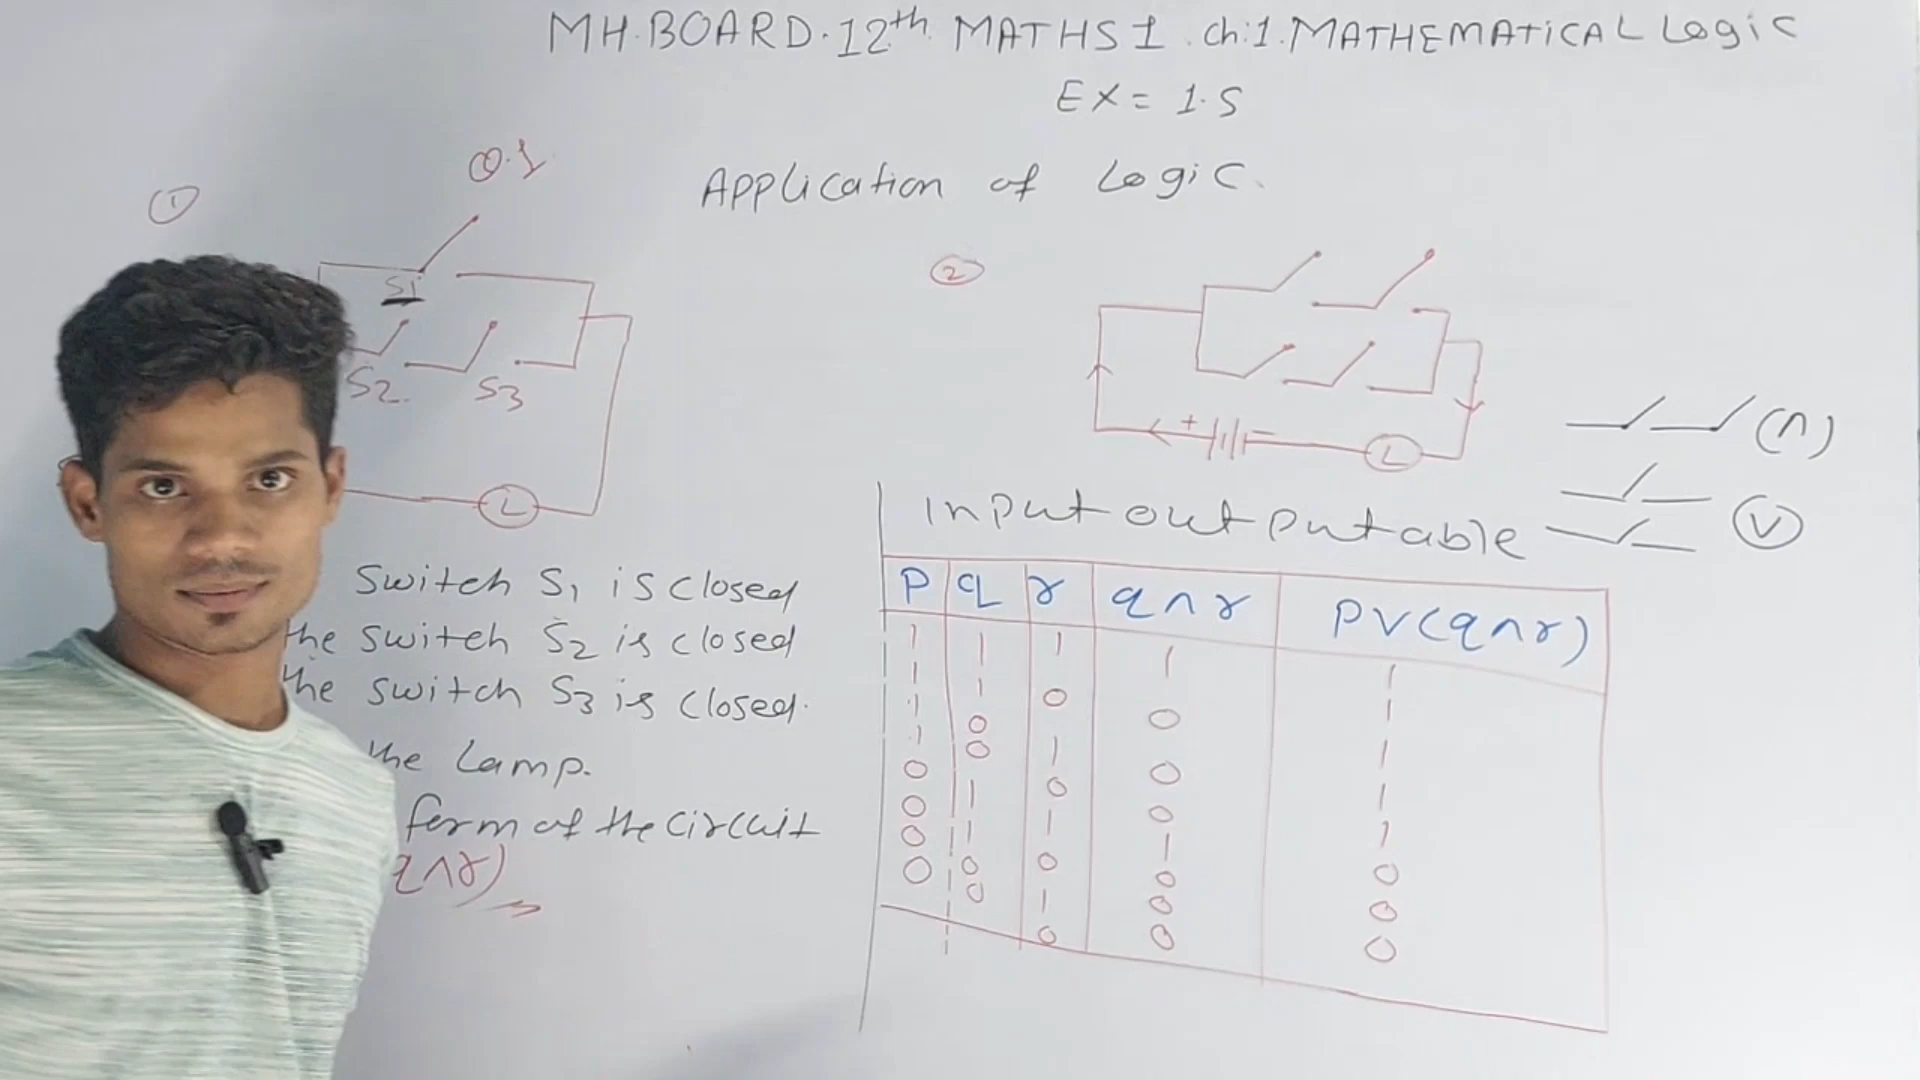 MH.BOARD.12th MATHS 1 ch:1.MATHEMATICAL LOGIC
EX = 1.5
Q.1
APPlication of Logic.
1
S1
S2. S3
L
2
+ -
L
(∧)
(V)
Switch S1 is closed
the switch S2 is closed
the switch S3 is closed.
the Lamp.
form of the circuit
q∧r)
Input out put table
P q r q∧r PV(q∧r)
1 1 1 1 1
1 1 0 0 1
1 0 1 0 1
1 0 0 0 1
0 1 1 1 1
0 1 0 0 0
0 0 1 0 0
0 0 0 0 0